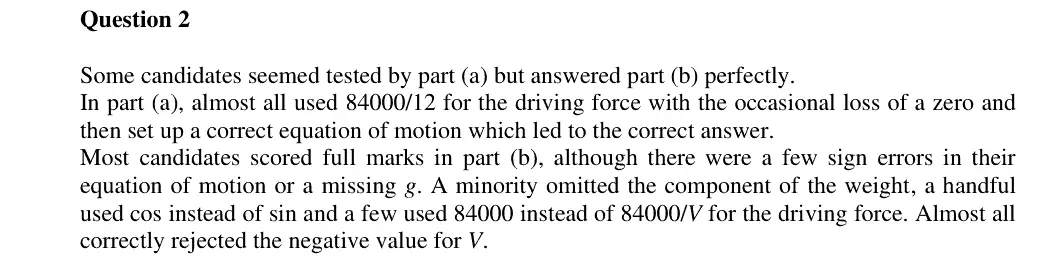 Question 2
Some candidates seemed tested by part (a) but answered part (b) perfectly.
In part (a), almost all used 84000/12 for the driving force with the occasional loss of a zero and
then set up a correct equation of motion which led to the correct answer.
Most candidates scored full marks in part (b), although there were a few sign errors in their
equation of motion or a missing g. A minority omitted the component of the weight, a handful
used cos instead of sin and a few used 84000 instead of 84000/V for the driving force. Almost all
correctly rejected the negative value for V.